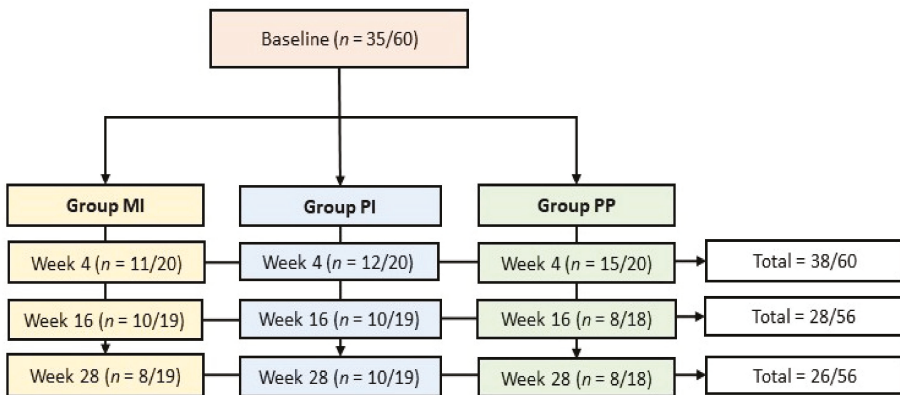 Baseline (n = 35/60)
Group MI
Group PI
Group PP
Week 4 (n = 11/20)
Week 4 (n = 12/20)
Week 4 (n = 15/20)
Total = 38/60
Week 16 (n = 10/19)
Week 16 (n = 10/19)
Week 16 (n = 8/18)
Total = 28/56
Week 28 (n = 8/19)
Week 28 (n = 10/19)
Week 28 (n = 8/18)
Total = 26/56